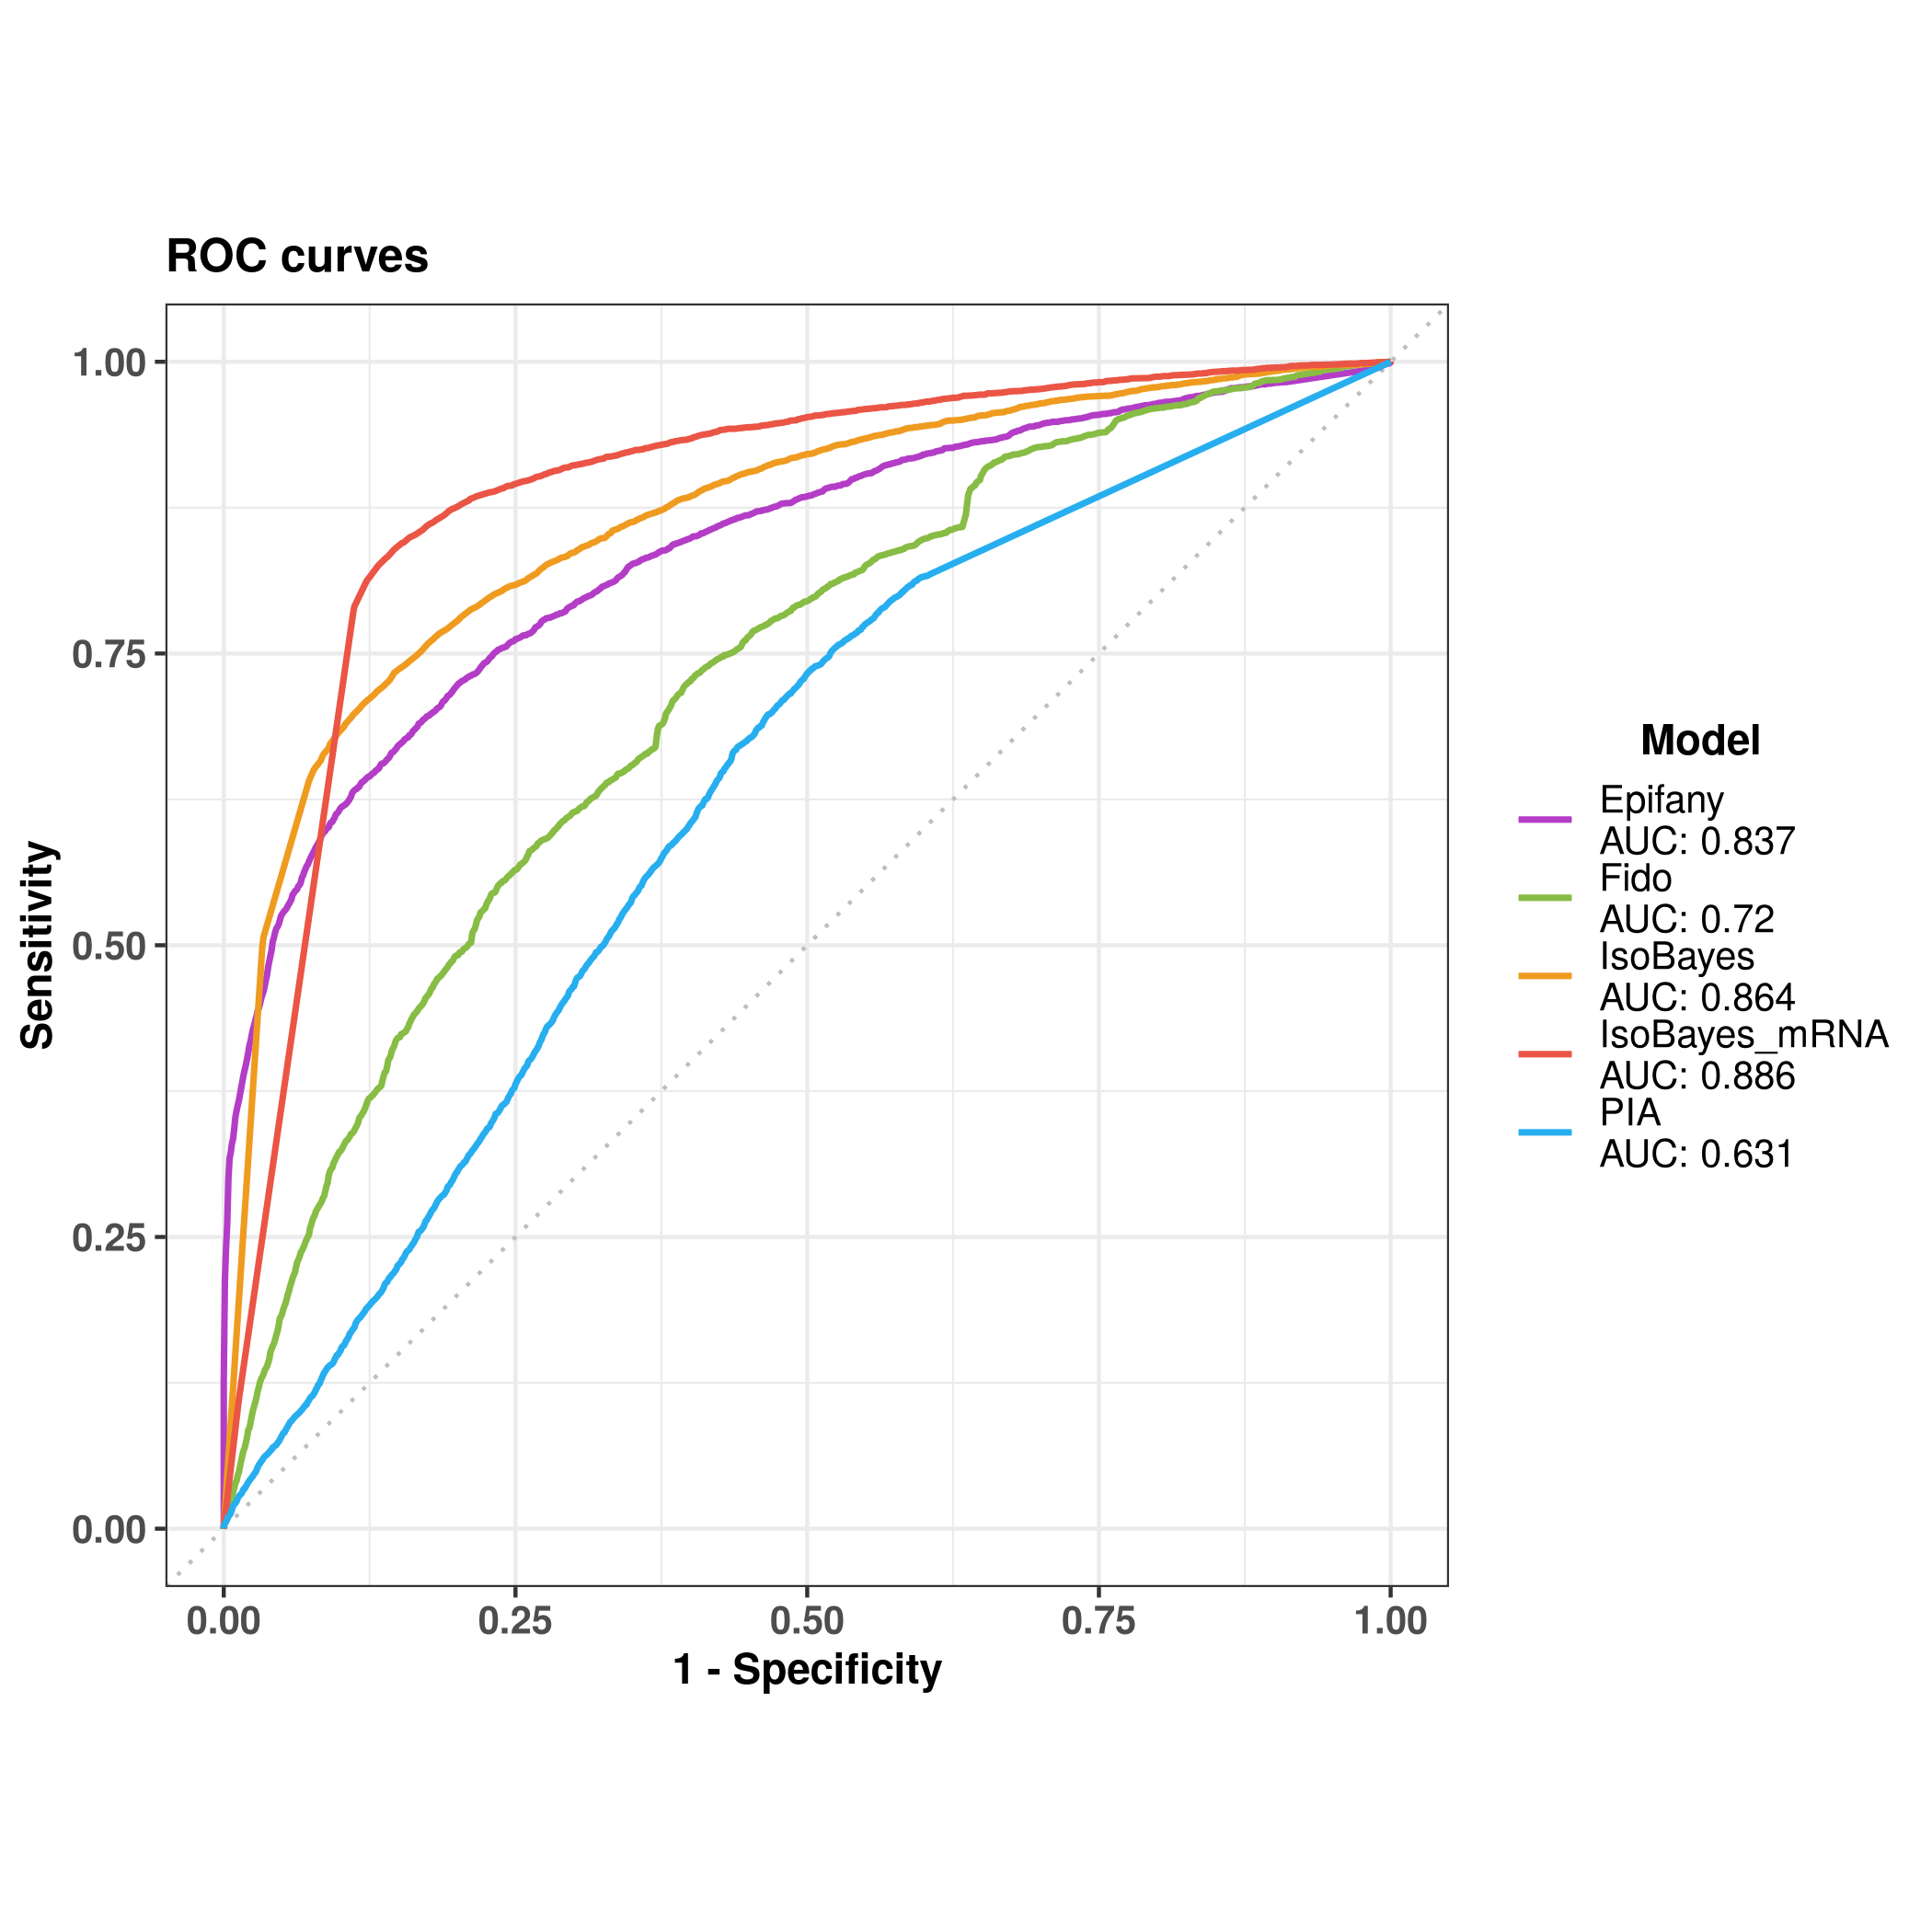 ROC curves
1.00
0.75
0.50
0.25
0.00
Sensitivity
0.00 0.25 0.50 0.75 1.00
1 - Specificity
Model
Epifany
AUC: 0.837
Fido
AUC: 0.72
IsoBayes
AUC: 0.864
IsoBayes_mRNA
AUC: 0.886
PIA
AUC: 0.631